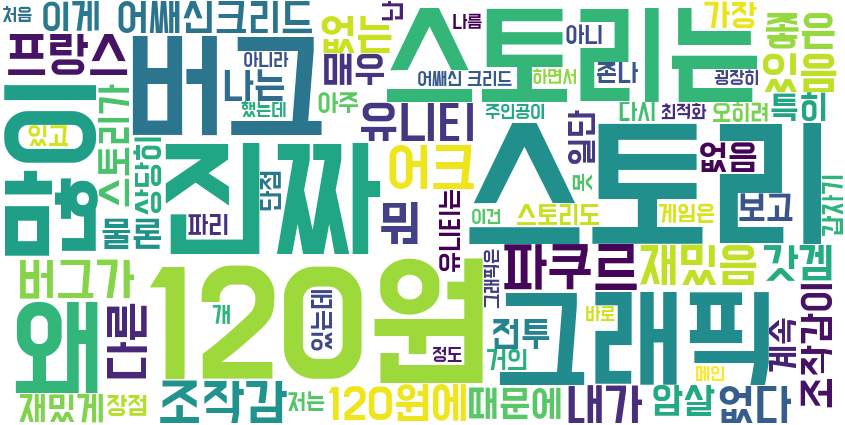 처음
이게
어쌔신크리드
없는
난
나름
스토리는
가장
좋은
프랑스
버그
아니라
나는
매우
어쌔신 크리드
하면서
아니
존나
굉장히
있음
했는데
아주
유니티
주인공이
다시
최적화
오히려
특히
음
있고
스토리가
상당히
진짜
어크
일단
스토리
없음
함
물론
파리
단점
뭐
유니티는
못
이건
스토리도
게임은
보고
갑자기
버그가
개
120원
있는데
그래픽은
파쿠르
재밌음
갓겜
왜
다른
정도
전투
거의
그래픽
바로
메인
계속
조작감이
재밌게
장점
조작감
저는
120원에
때문에
내가
암살
없다